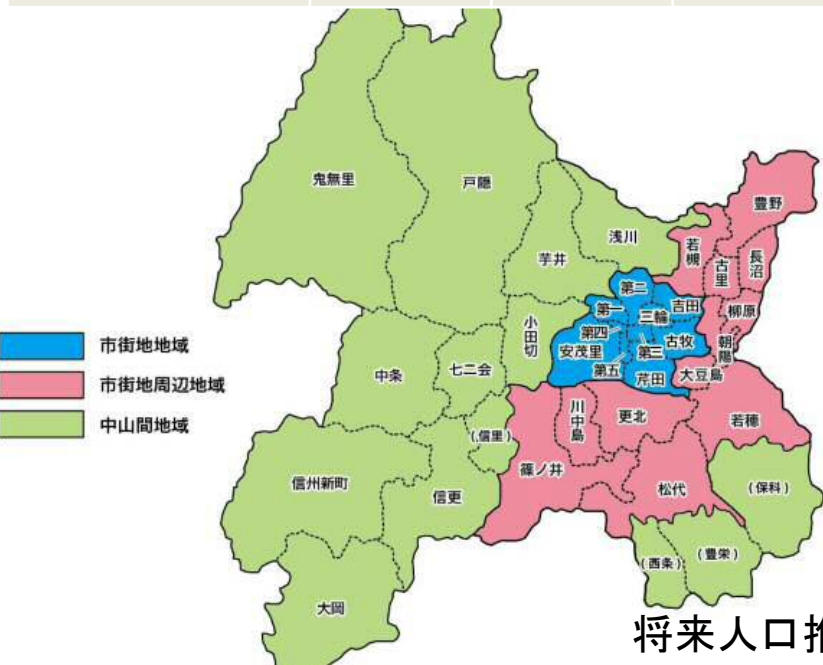 鬼無里
戸隠
豊野
浅川
若槻
芋井
古里
長沼
第二
第一
三輪
吉田
柳原
小田切
第四
古牧
朝陽
市街地地域
安茂里
第三
第五
芹田
大豆島
市街地周辺地域
中条
七二会
中山間地域
川中島
更北
若穂
(信里)
篠ノ井
信州新町
信更
松代
(保科)
(西条)
(豊栄)
大岡
将来人口推